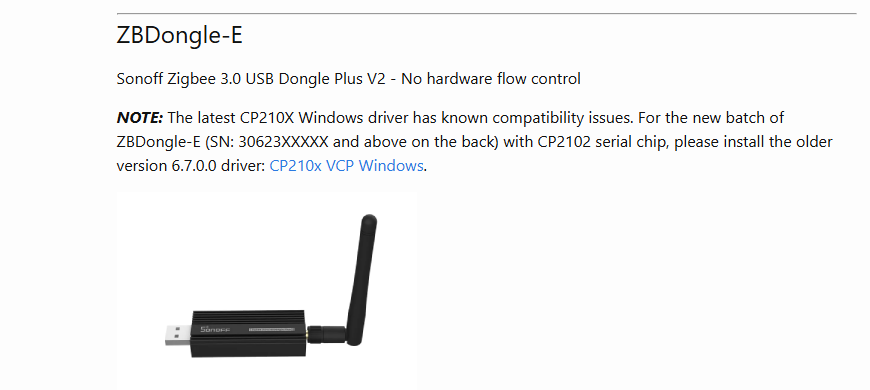 ZBDongle-E
Sonoff Zigbee 3.0 USB Dongle Plus V2 - No hardware flow control
NOTE: The latest CP210X Windows driver has known compatibility issues. For the new batch of
ZBDongle-E (SN: 30623XXXXX and above on the back) with CP2102 serial chip, please install the older
version 6.7.0.0 driver: CP210x VCP Windows.
SONOFF